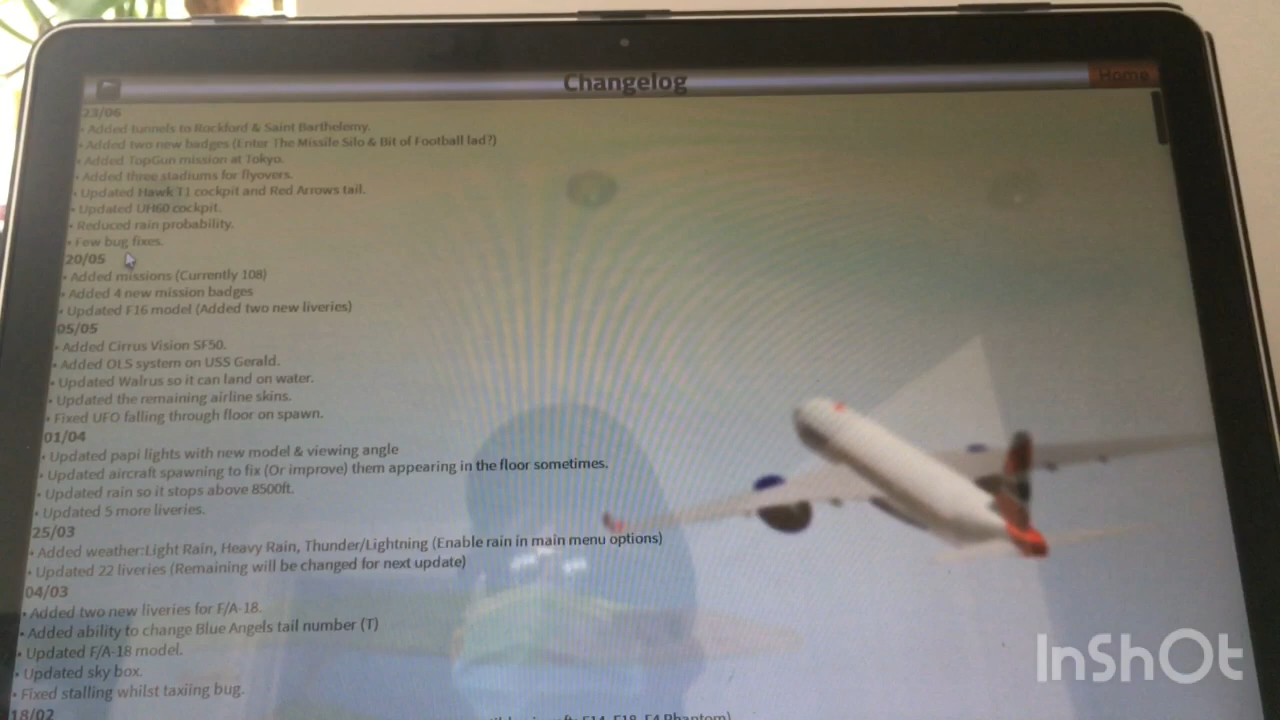 Changelog
Home
23/06
• Added tunnels to Rockford & Saint Barthelemy.
• Added two new badges (Enter The Missile Silo & Bit of Football lad?)
• Added TopGun mission at Tokyo.
• Added three stadiums for flyovers.
• Updated Hawk T1 cockpit and Red Arrows tail.
• Updated UH60 cockpit.
• Reduced rain probability.
• Few bug fixes.
20/05
• Added missions (Currently 108)
• Added 4 new mission badges
• Updated F16 model (Added two new liveries)
05/05
• Added Cirrus Vision SF50.
• Added OLS system on USS Gerald.
• Updated Walrus so it can land on water.
• Updated the remaining airline skins.
• Fixed UFO falling through floor on spawn.
01/04
• Updated papi lights with new model & viewing angle
• Updated aircraft spawning to fix (Or improve) them appearing in the floor sometimes.
• Updated rain so it stops above 8500ft.
• Updated 5 more liveries.
25/03
• Added weather:Light Rain, Heavy Rain, Thunder/Lightning (Enable rain in main menu options)
• Updated 22 liveries (Remaining will be changed for next update)
04/03
• Added two new liveries for F/A-18.
• Added ability to change Blue Angels tail number (T)
• Updated F/A-18 model.
• Updated sky box.
• Fixed stalling whilst taxiing bug.
18/02
F14, F18, F4 Phantom)
InShOt